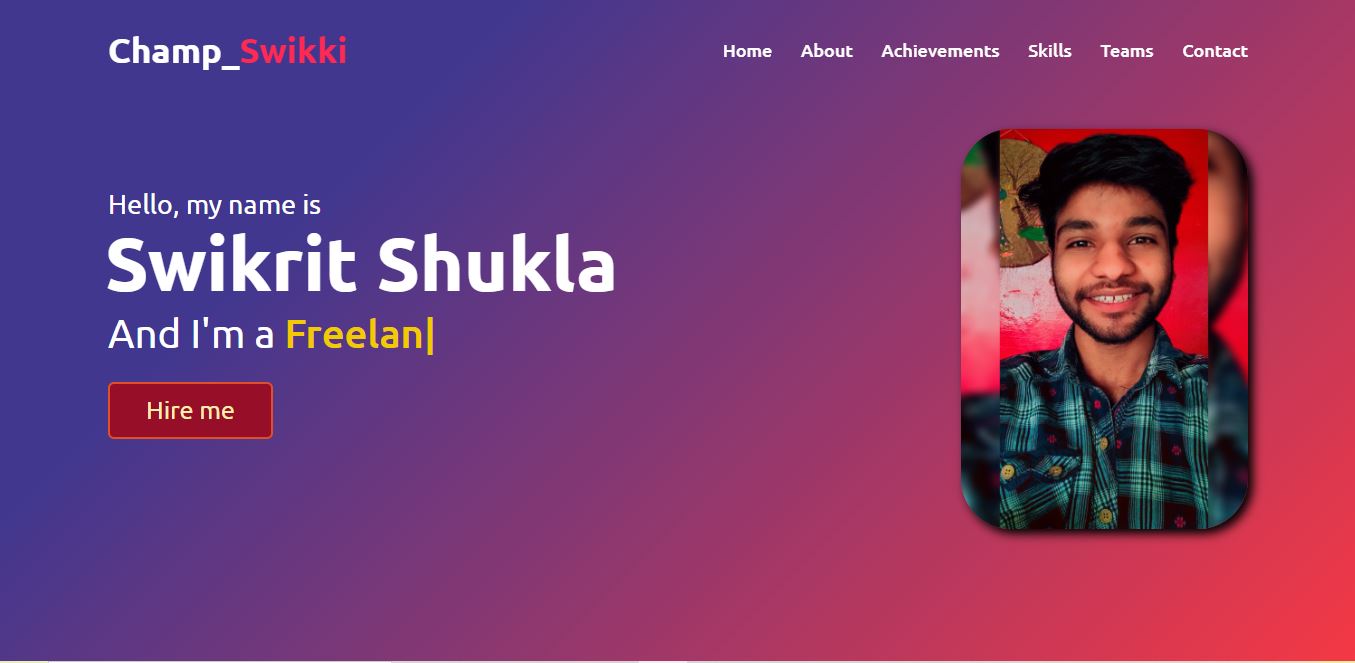 Champ_Swikki
Home About Achievements Skills Teams Contact
Hello, my name is
Swikrit Shukla
And I'm a Freelan|
Hire me